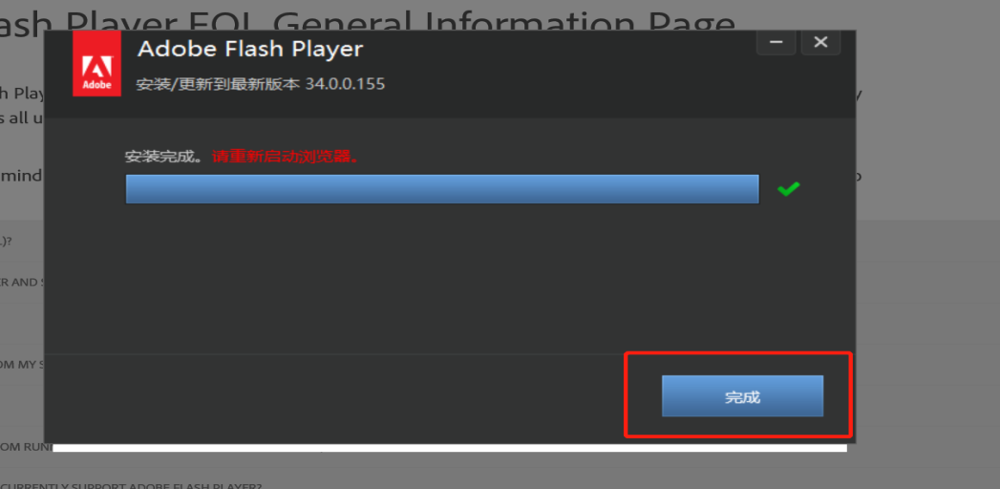 ash Player EOL General Information Page
Adobe Flash Player
Adobe
安装/更新到最新版本 34.0.0.155
h Play
y
s all u
安装完成。请重新启动浏览器。
mind
.)?
R AND S
OM MY S
完成
OM RUN
CURRENTLY SUPPORT ADOBE FLASH PLAYER?